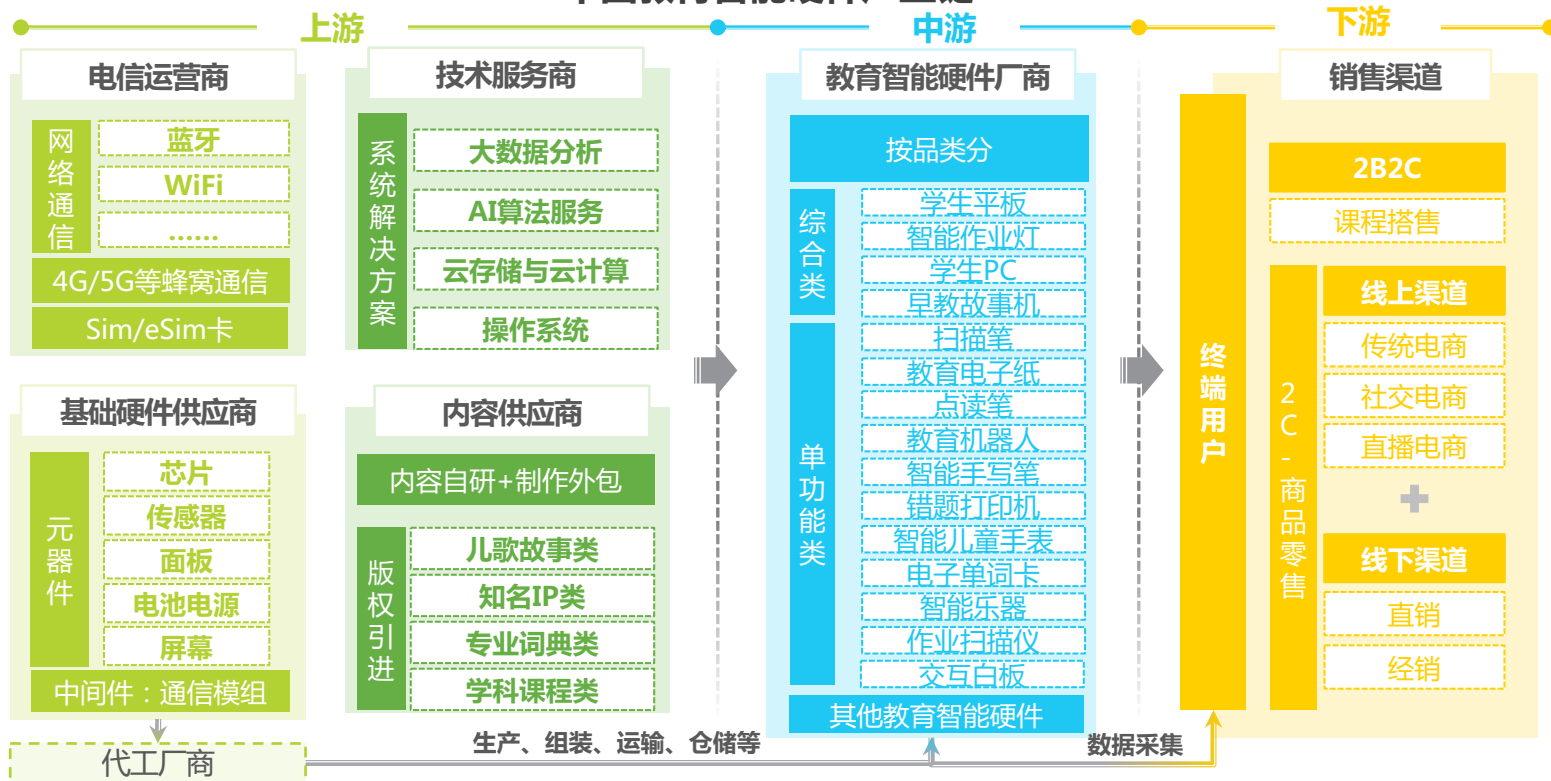 上游
中游
下游
电信运营商
网络通信
蓝牙
WiFi
......
4G/5G等蜂窝通信
Sim/eSim卡
技术服务商
系统解决方案
大数据分析
AI算法服务
云存储与云计算
操作系统
基础硬件供应商
元器件
芯片
传感器
面板
电池电源
屏幕
中间件：通信模组
代工厂商
内容供应商
内容自研+制作外包
版权引进
儿歌故事类
知名IP类
专业词典类
学科课程类
生产、组装、运输、仓储等
教育智能硬件厂商
按品类分
综合类
学生平板
智能作业灯
学生PC
早教故事机
单功能类
扫描笔
教育电子纸
点读笔
教育机器人
智能手写笔
错题打印机
智能儿童手表
电子单词卡
智能乐器
作业扫描仪
交互白板
其他教育智能硬件
数据采集
终端用户
销售渠道
2B2C
课程搭售
2C-商品零售
线上渠道
传统电商
社交电商
直播电商
线下渠道
直销
经销